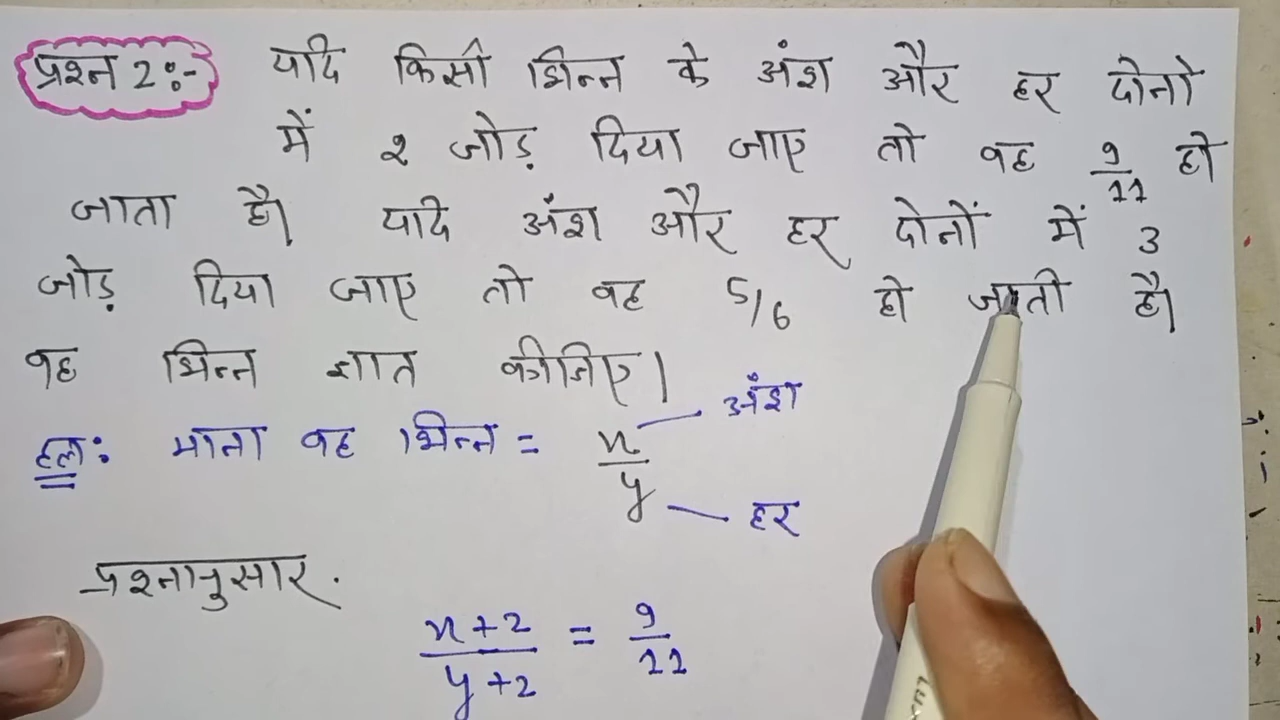 प्रश्न 2:- यदि किसी भिन्न के अंश और हर दोनो
में 2 जोड़ दिया जाए तो वह 9/11 हो
जाता है। यदि अंश और हर दोनों में 3
जोड़ दिया जाए तो वह 5/6 हो जाती है।
वह भिन्न ज्ञात कीजिए।
हल: माना वह भिन्न = x/y
अंश
हर
प्रश्नानुसार.
x+2/y+2 = 9/11